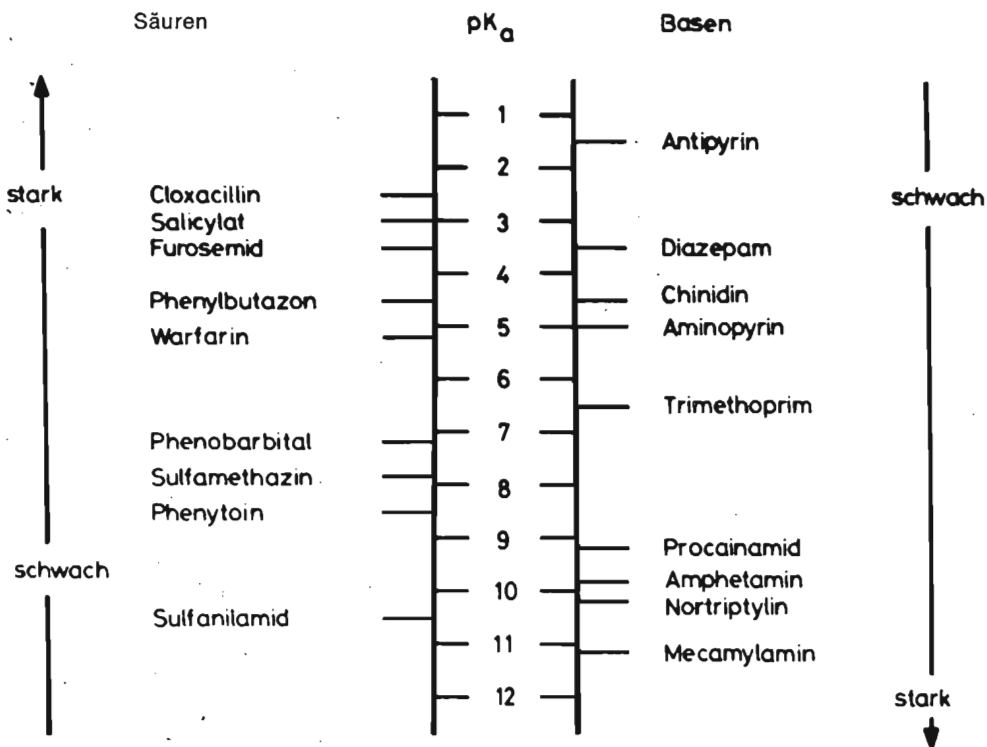 Säuren pKa Basen
1
Antipyrin
2
stark Cloxacillin schwach
Salicylat 3
Furosemid Diazepam
4
Phenylbutazon Chinidin
5 Aminopyrin
Warfarin
6
Trimethoprim
7
Phenobarbital
Sulfamethazin
8
Phenytoin
9 Procainamid
schwach Amphetamin
10
Nortriptylin
Sulfanilamid
11
Mecamylamin
12 stark